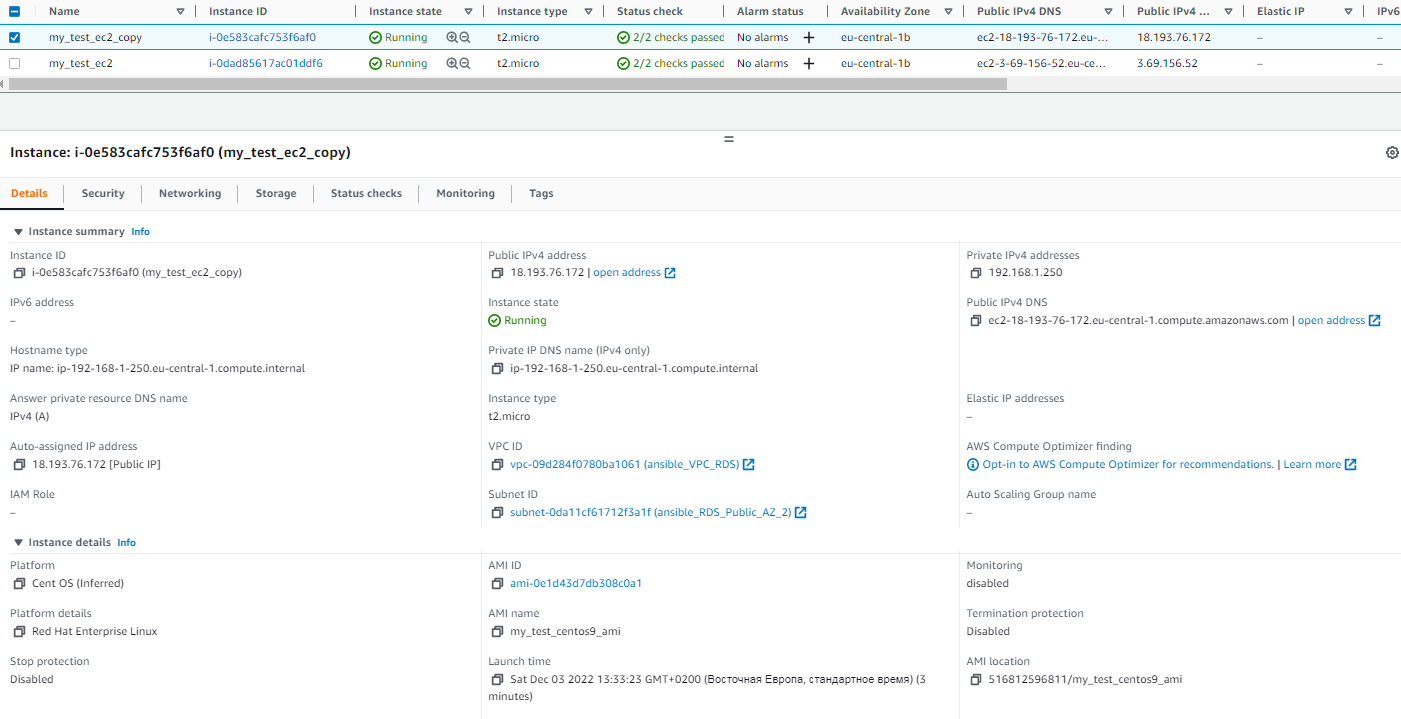 Name Instance ID Instance state Instance type Status check Alarm status Availability Zone Public IPv4 DNS Public IPv4 ... Elastic IP IPv6
my_test_ec2_copy i-0e583cafc753f6af0 Running t2.micro 2/2 checks passed No alarms + eu-central-1b ec2-18-193-76-172.eu-... 18.193.76.172 – –
my_test_ec2 i-0dad85617ac01ddf6 Running t2.micro 2/2 checks passed No alarms + eu-central-1b ec2-3-69-156-52.eu-ce... 3.69.156.52 – –
Instance: i-0e583cafc753f6af0 (my_test_ec2_copy)
Details Security Networking Storage Status checks Monitoring Tags
Instance summary Info
Instance ID Public IPv4 address Private IPv4 addresses
i-0e583cafc753f6af0 (my_test_ec2_copy) 18.193.76.172 | open address 192.168.1.250
IPv6 address Instance state Public IPv4 DNS
– Running ec2-18-193-76-172.eu-central-1.compute.amazonaws.com | open address
Hostname type Private IP DNS name (IPv4 only)
IP name: ip-192-168-1-250.eu-central-1.compute.internal ip-192-168-1-250.eu-central-1.compute.internal
Answer private resource DNS name Instance type Elastic IP addresses
IPv4 (A) t2.micro –
Auto-assigned IP address VPC ID AWS Compute Optimizer finding
18.193.76.172 [Public IP] vpc-09d284f0780ba1061 (ansible_VPC_RDS) Opt-in to AWS Compute Optimizer for recommendations. | Learn more
IAM Role Subnet ID Auto Scaling Group name
– subnet-0da11cf61712f3a1f (ansible_RDS_Public_AZ_2) –
Instance details Info
Platform AMI ID Monitoring
Cent OS (Inferred) ami-0e1d43d7db308c0a1 disabled
Platform details AMI name Termination protection
Red Hat Enterprise Linux my_test_centos9_ami Disabled
Stop protection Launch time AMI location
Disabled Sat Dec 03 2022 13:33:23 GMT+0200 (Восточная Европа, стандартное время) (3 516812596811/my_test_centos9_ami
minutes)